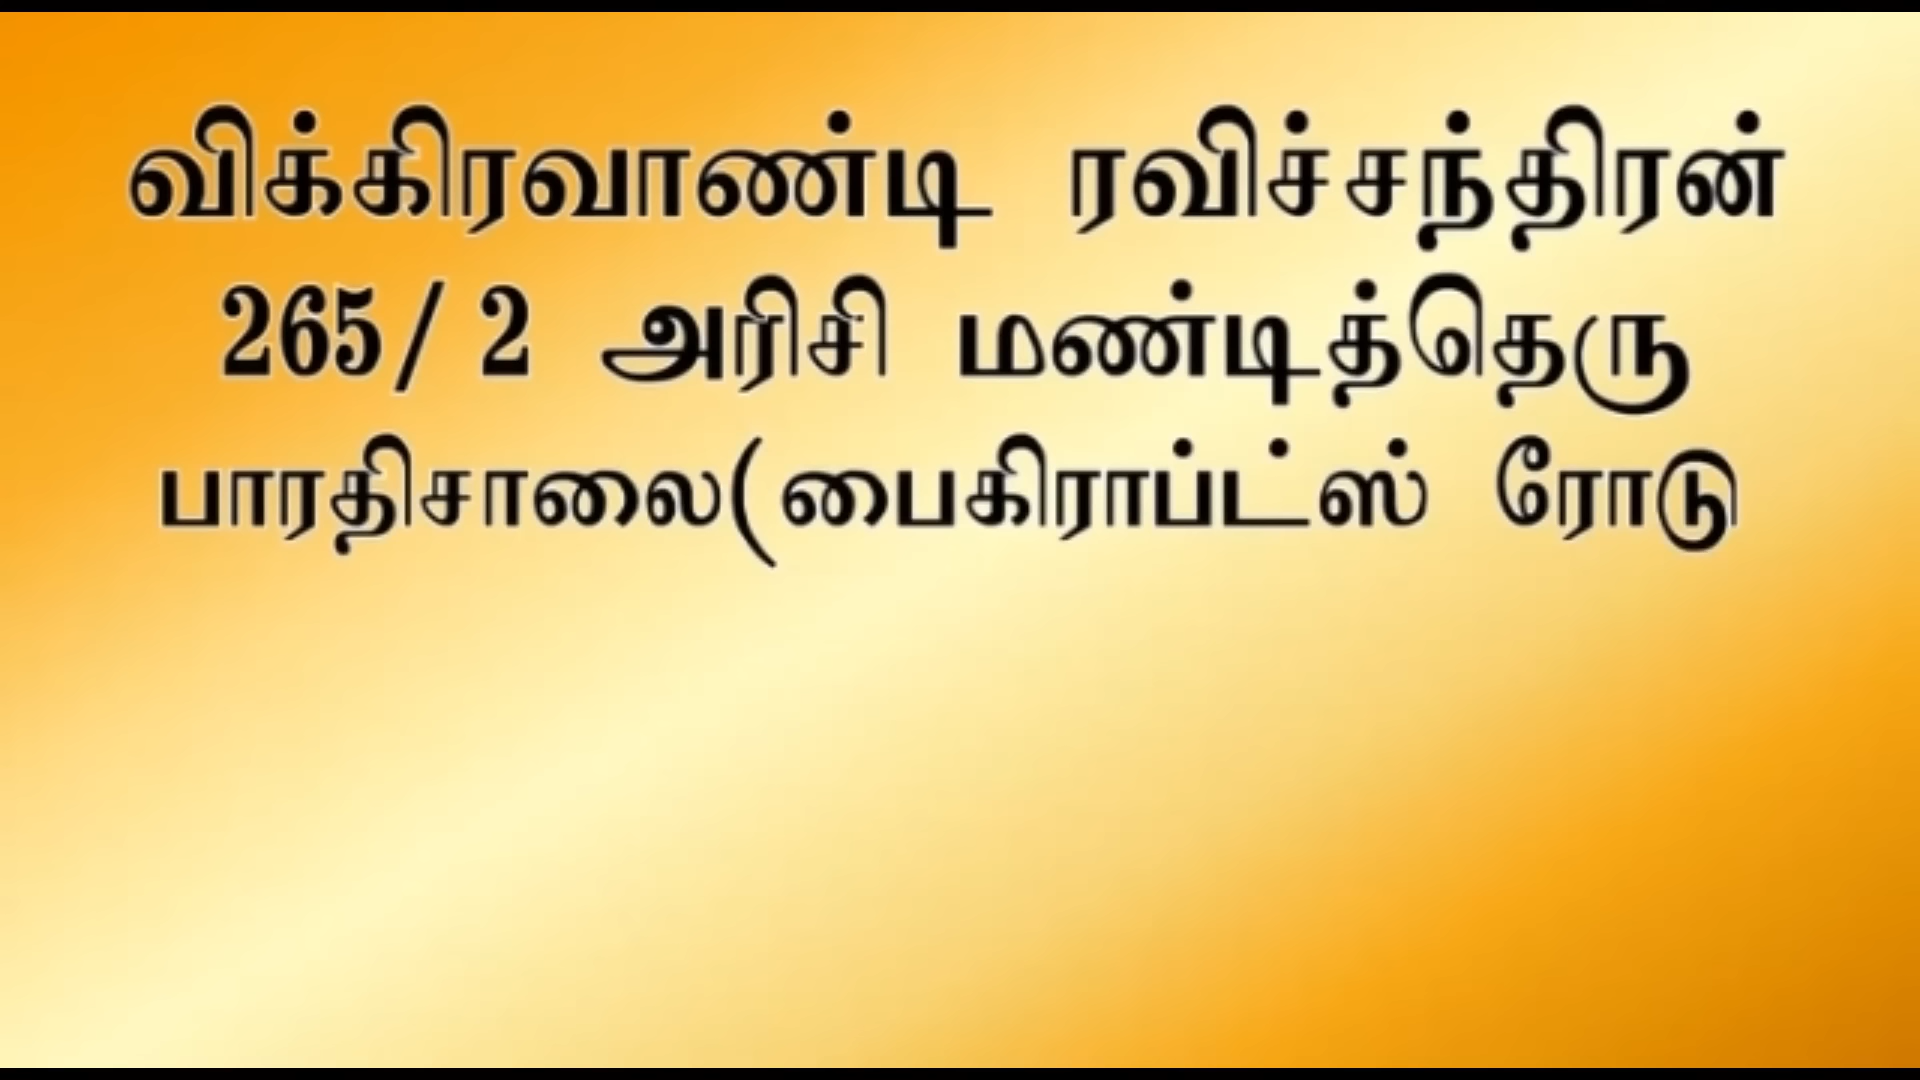 விக்கிரவாண்டி ரவிச்சந்திரன்
265/ 2 அரிசி மண்டித்தெரு
பாரதிசாலை(பைகிராப்ட்ஸ் ரோடு